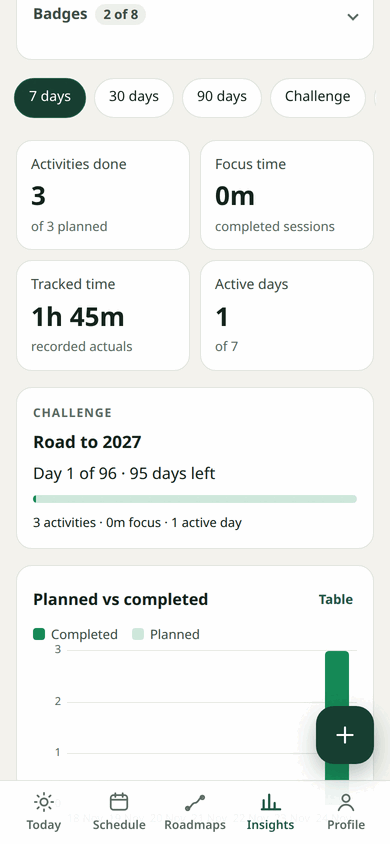 Badges 2 of 8
7 days 30 days 90 days Challenge
Activities done
3
of 3 planned
Focus time
0m
completed sessions
Tracked time
1h 45m
recorded actuals
Active days
1
of 7
CHALLENGE
Road to 2027
Day 1 of 96 · 95 days left
3 activities · 0m focus · 1 active day
Planned vs completed Table
Completed Planned
3
2
1
Today Schedule Roadmaps Insights Profile